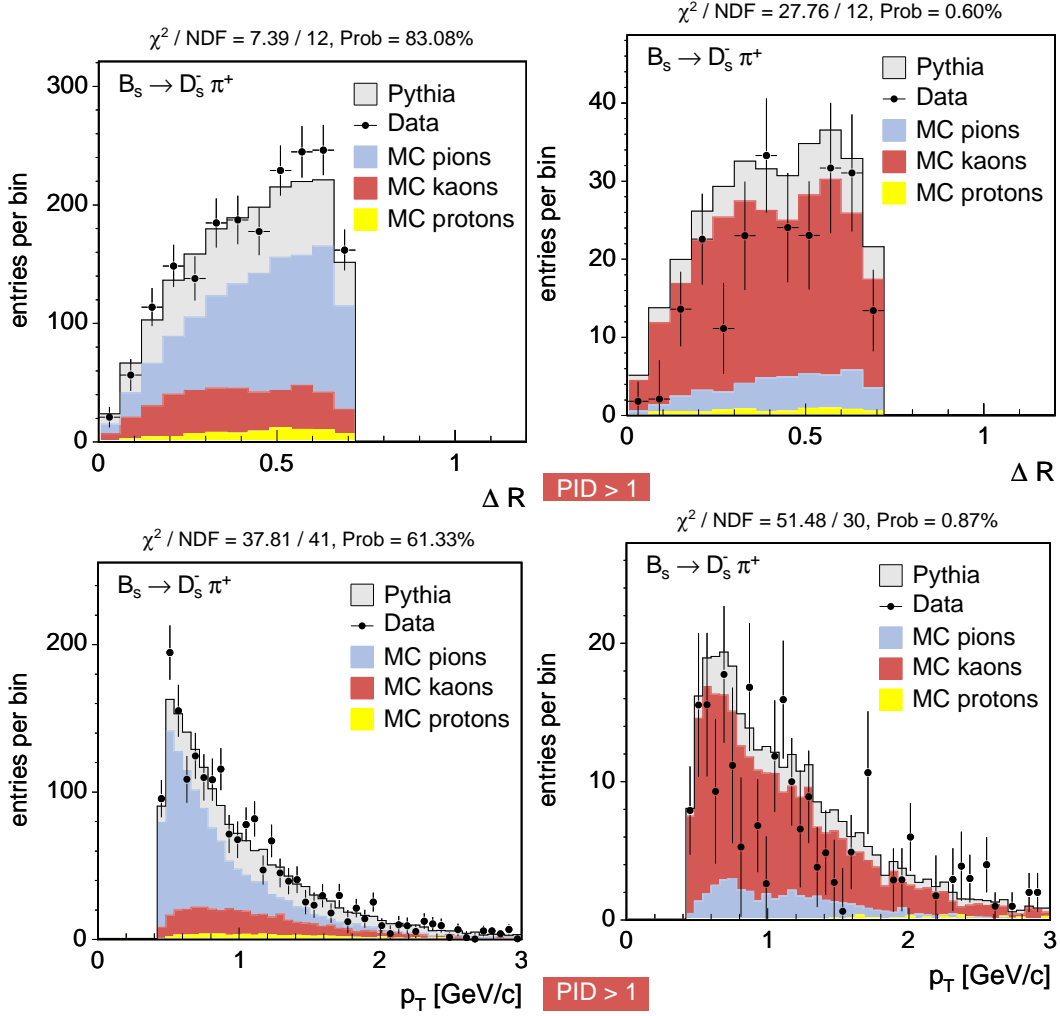 χ² / NDF = 7.39 / 12, Prob = 83.08%
B_s → D_s^- π^+
Pythia
Data
MC pions
MC kaons
MC protons
entries per bin
300
200
100
0
0 0.5 1
Δ R
χ² / NDF = 27.76 / 12, Prob = 0.60%
B_s → D_s^- π^+
Pythia
Data
MC pions
MC kaons
MC protons
entries per bin
40
30
20
10
0
0 0.5 1
Δ R
PID > 1
χ² / NDF = 37.81 / 41, Prob = 61.33%
B_s → D_s^- π^+
Pythia
Data
MC pions
MC kaons
MC protons
entries per bin
200
100
0
0 1 2 3
p_T [GeV/c]
χ² / NDF = 51.48 / 30, Prob = 0.87%
B_s → D_s^- π^+
Pythia
Data
MC pions
MC kaons
MC protons
entries per bin
20
10
0
0 1 2 3
p_T [GeV/c]
PID > 1